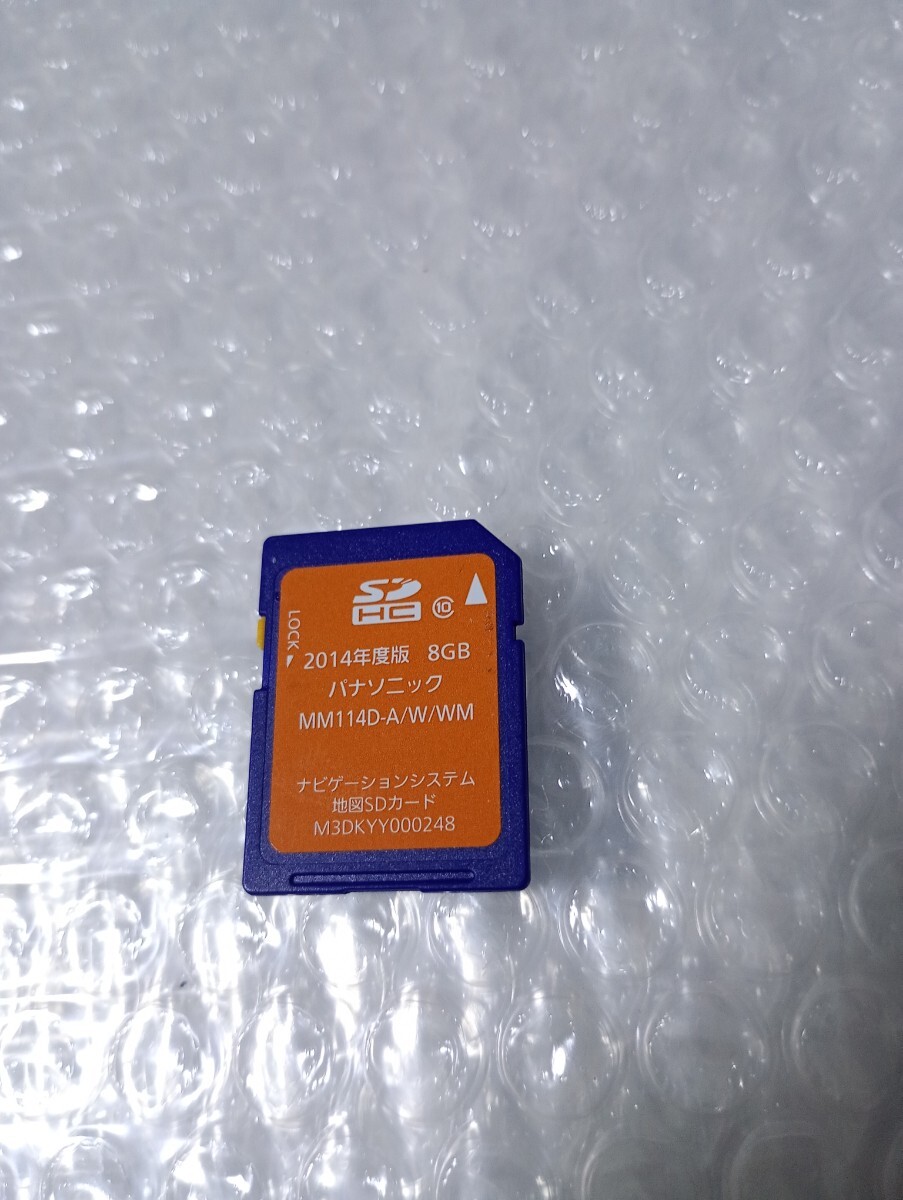 SD
HC 10
LOCK
2014年度版 8GB
パナソニック
MM114D-A/W/WM
ナビゲーションシステム
地図SDカード
M3DKYY000248